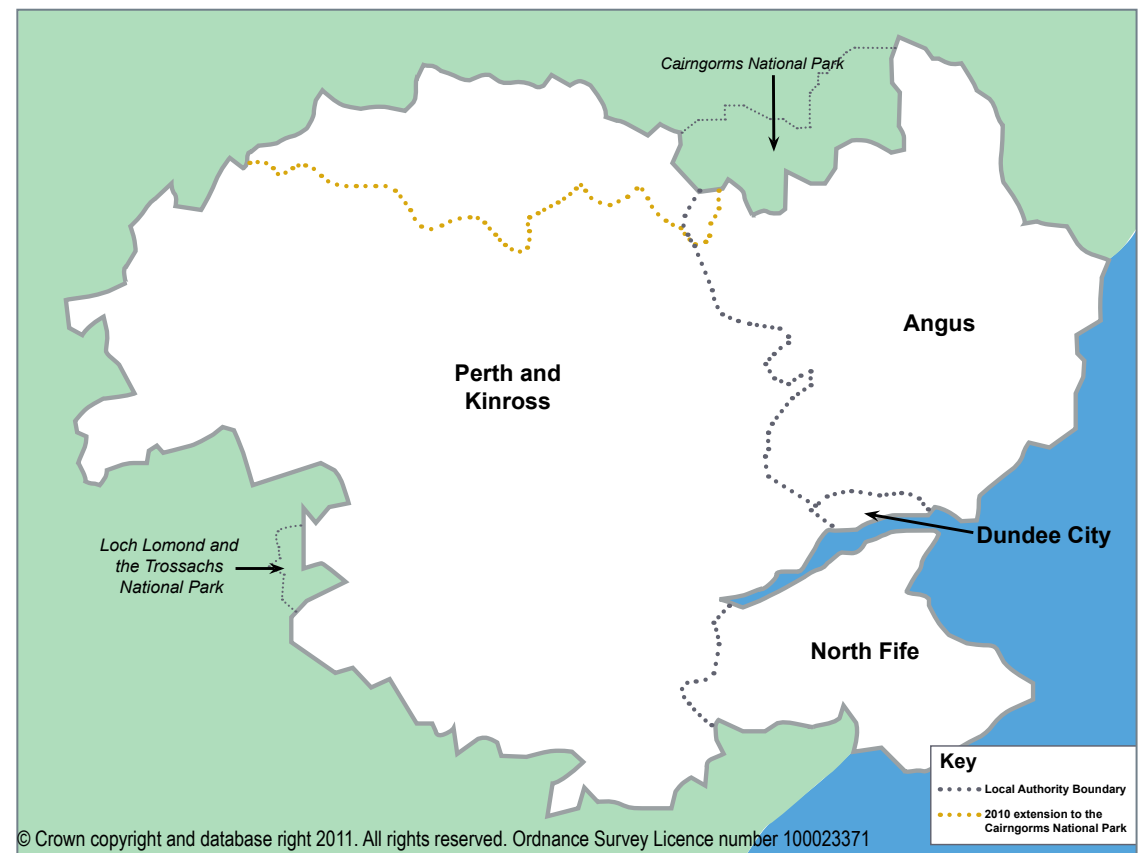 Cairngorms National Park
Angus
Perth and
Kinross
Loch Lomond and
the Trossachs
National Park
Dundee City
North Fife
Key
Local Authority Boundary
2010 extension to the
Cairngorms National Park
© Crown copyright and database right 2011. All rights reserved. Ordnance Survey Licence number 100023371